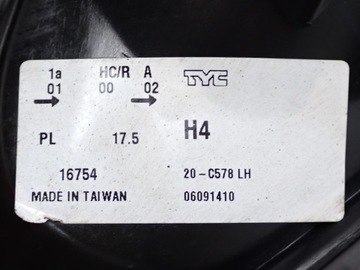 1a HC/R A TYC
01 00 02
→ →
PL 17.5 H4
16754 20-C578 LH
MADE IN TAIWAN 06091410